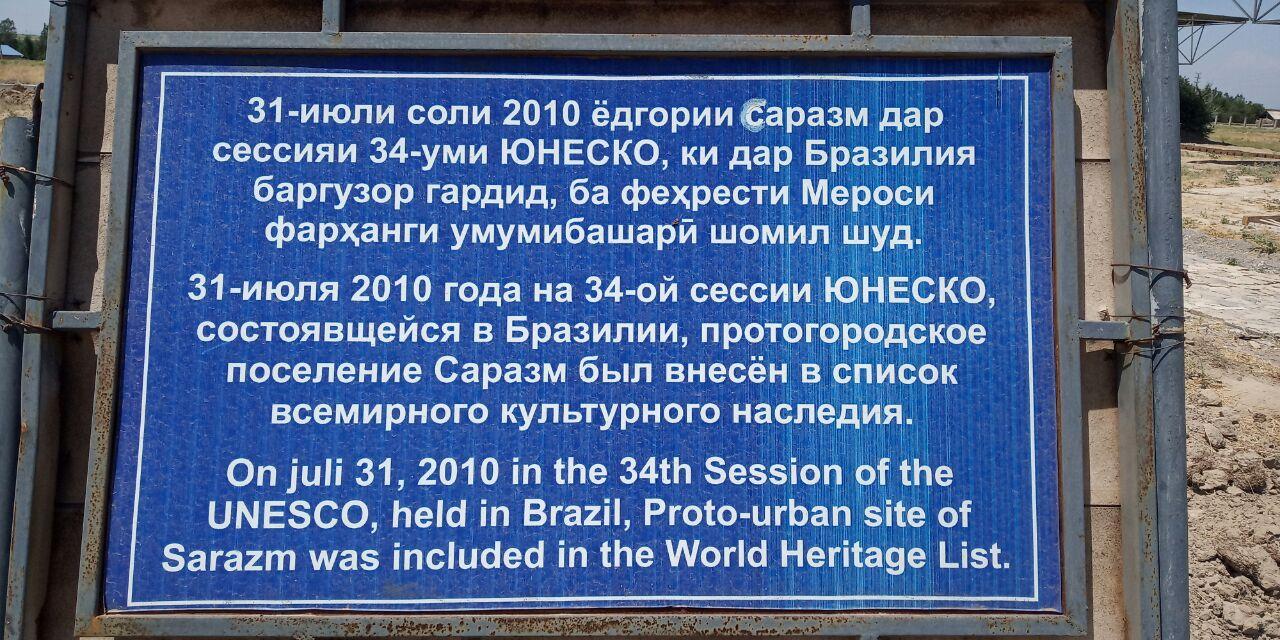 31-июли соли 2010 ёдгории саразм дар
сессияи 34-уми ЮНЕСКО, ки дар Бразилия
баргузор гардид, ба феҳрести Мероси
фарҳанги умумибашарӣ шомил шуд.
31-июля 2010 года на 34-ой сессии ЮНЕСКО,
состоявщейся в Бразилии, протогородское
поселение Саразм был внесён в список
всемирного культурного наследия.
On juli 31, 2010 in the 34th Session of the
UNESCO, held in Brazil, Proto-urban site of
Sarazm was included in the World Heritage List.